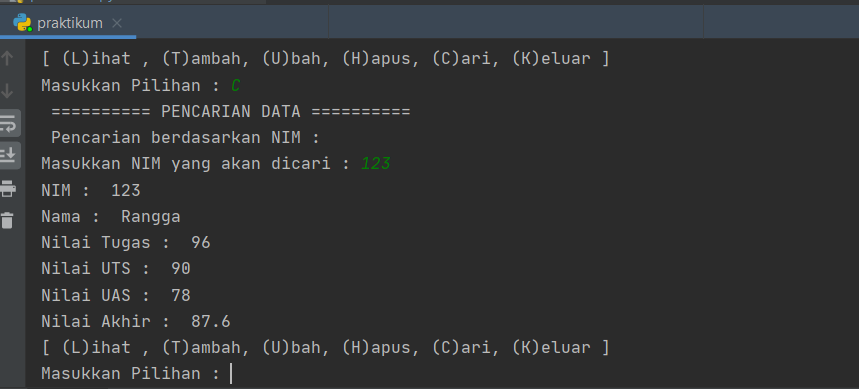 praktikum
[ (L)ihat , (T)ambah, (U)bah, (H)apus, (C)ari, (K)eluar ]
Masukkan Pilihan : C
========== PENCARIAN DATA ==========
Pencarian berdasarkan NIM :
Masukkan NIM yang akan dicari : 123
NIM :  123
Nama :  Rangga
Nilai Tugas :  96
Nilai UTS :  90
Nilai UAS :  78
Nilai Akhir :  87.6
[ (L)ihat , (T)ambah, (U)bah, (H)apus, (C)ari, (K)eluar ]
Masukkan Pilihan :